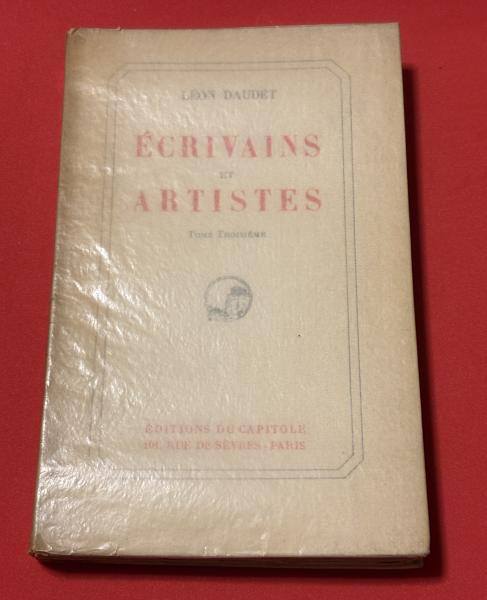 LÉON DAUDET
ÉCRIVAINS
ET
ARTISTES
TOME TROISIÈME
ÉDITIONS DU CAPITOLE
101, RUE DE SÈVRES - PARIS